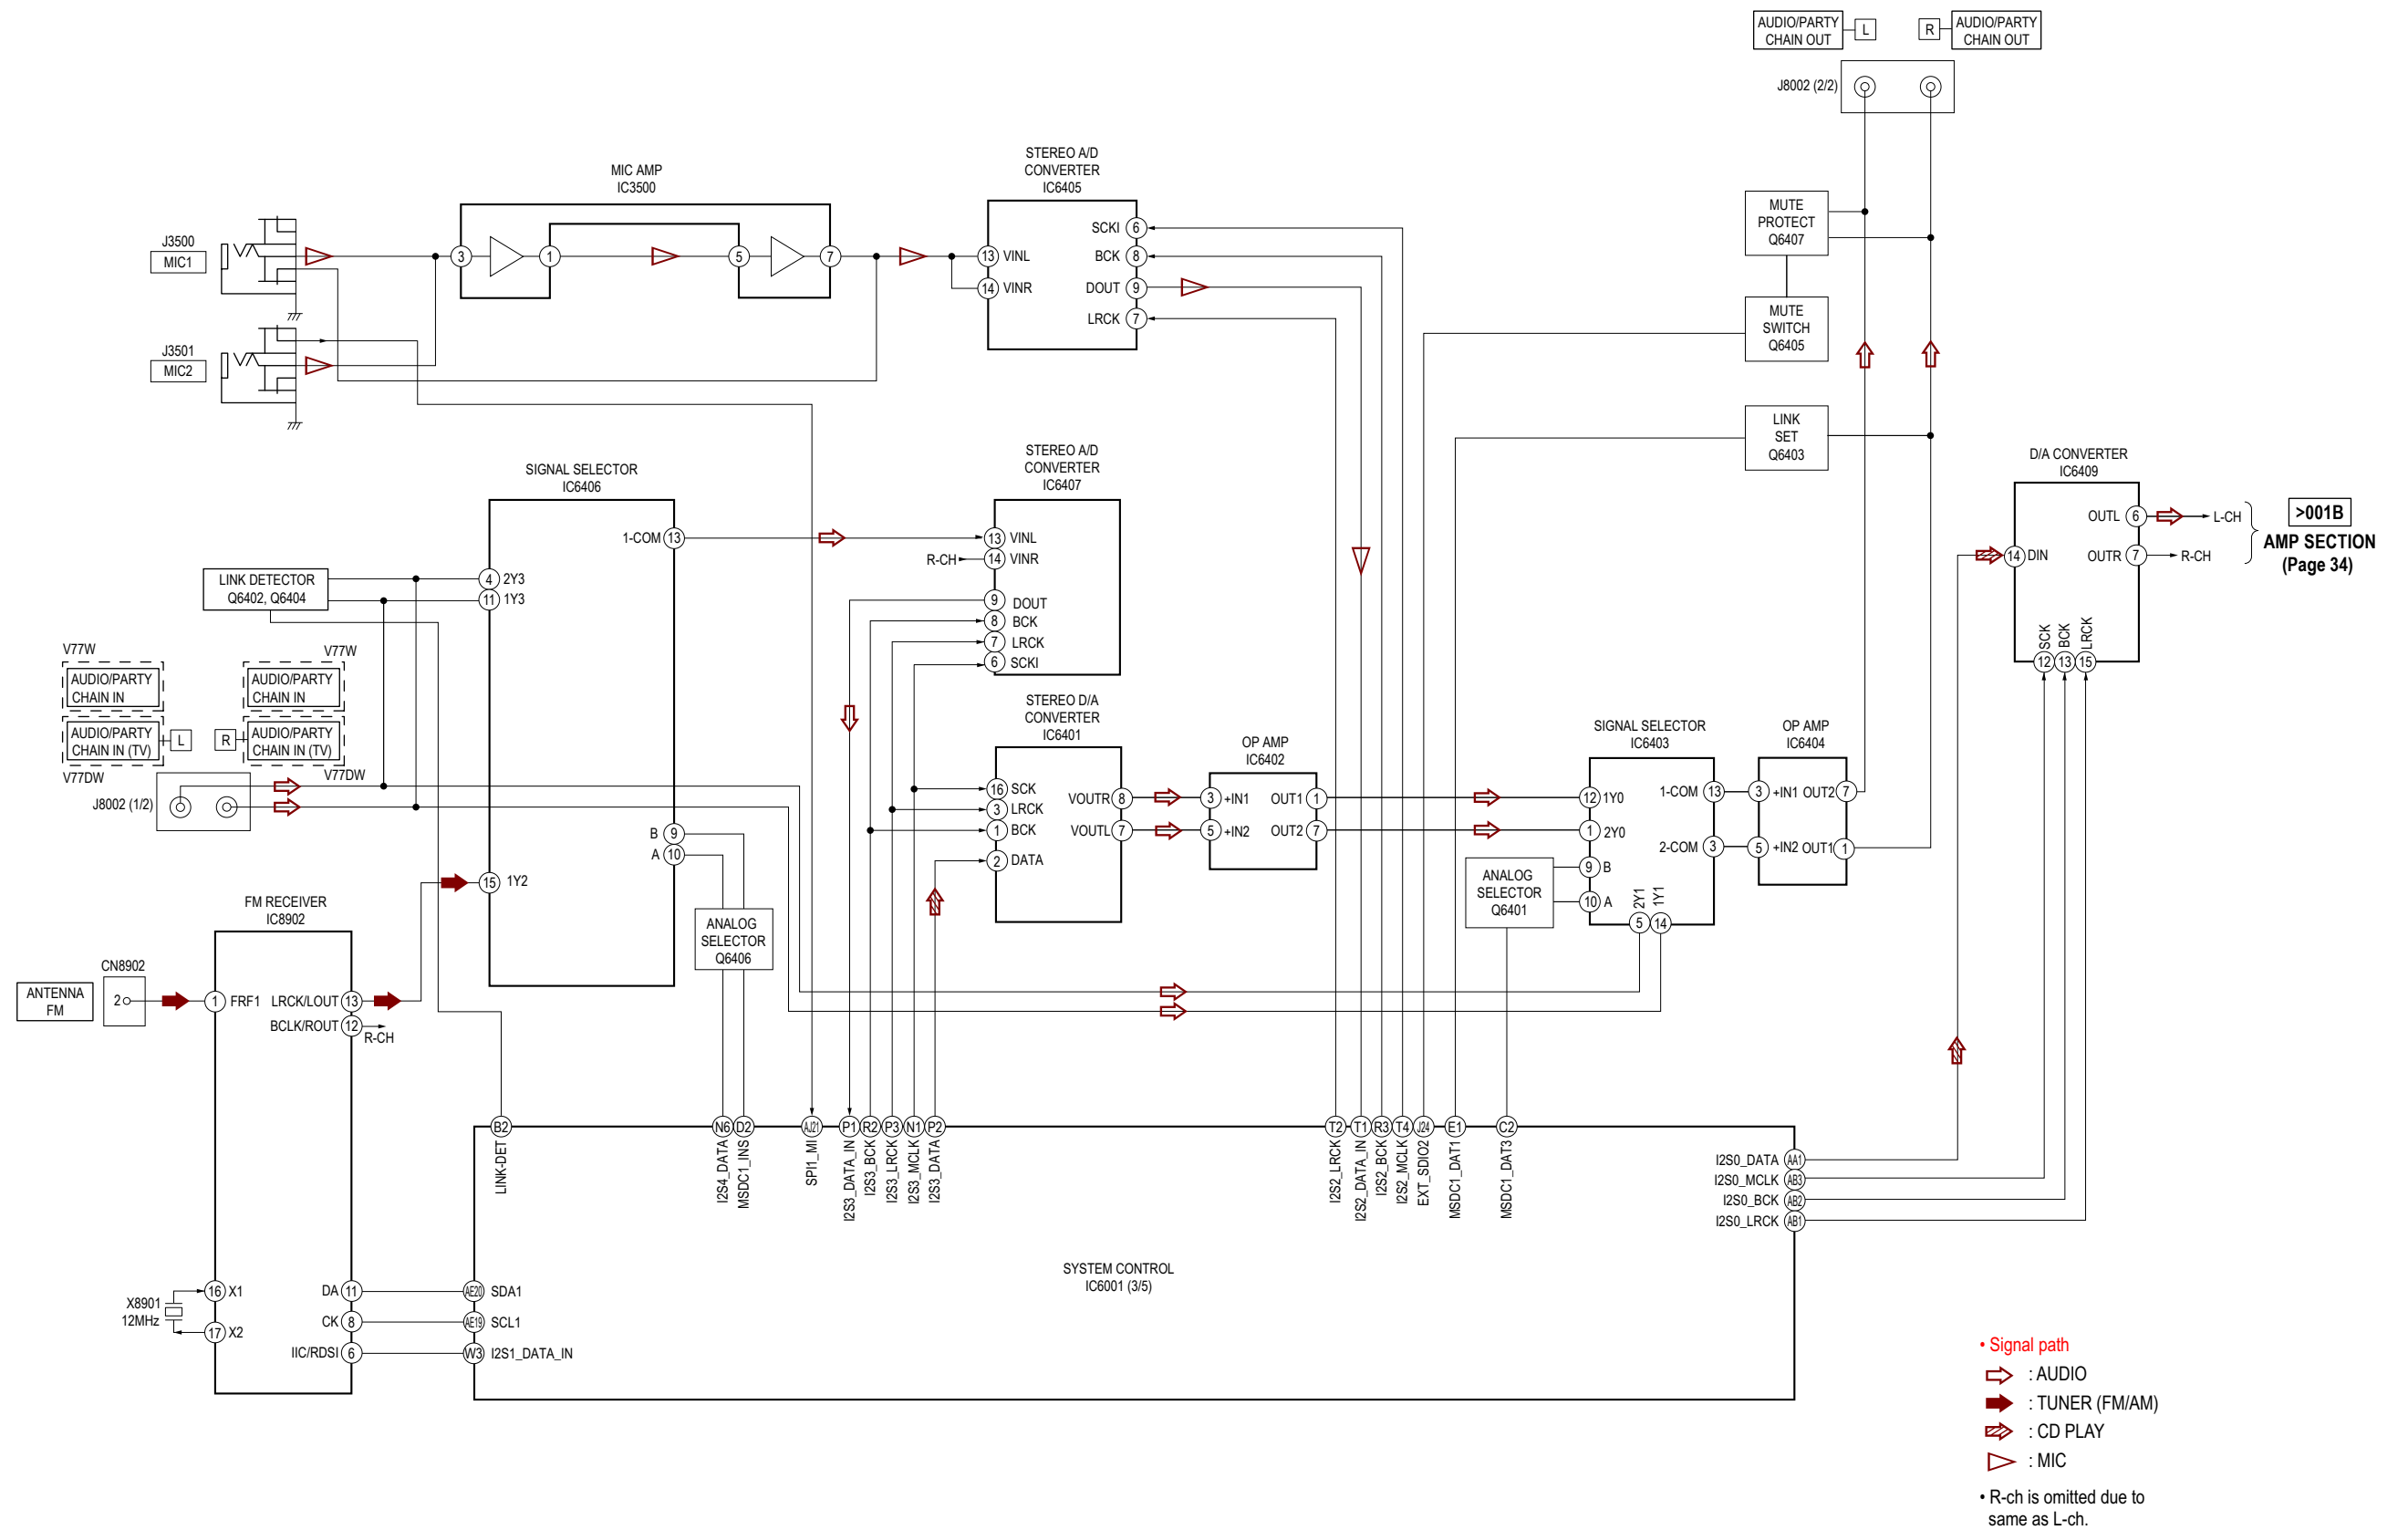 AUDIO/PARTY
CHAIN OUT
L
R
AUDIO/PARTY
CHAIN OUT
J8002 (2/2)
MIC AMP
IC3500
STEREO A/D
CONVERTER
IC6405
J3500
MIC1
3
1
5
7
13 VINL
14 VINR
SCKI 6
BCK 8
DOUT 9
LRCK 7
MUTE
PROTECT
Q6407
MUTE
SWITCH
Q6405
J3501
MIC2
LINK
SET
Q6403
SIGNAL SELECTOR
IC6406
STEREO A/D
CONVERTER
IC6407
D/A CONVERTER
IC6409
1-COM 13
13 VINL
R-CH
14 VINR
9 DOUT
8 BCK
7 LRCK
6 SCKI
OUTL 6
L-CH
OUTR 7
R-CH
14 DIN
SCK
BCK
LRCK
12
13
15
>001B
AMP SECTION
(Page 34)
LINK DETECTOR
Q6402, Q6404
4 2Y3
11 1Y3
V77W
AUDIO/PARTY
CHAIN IN
V77W
AUDIO/PARTY
CHAIN IN
AUDIO/PARTY
CHAIN IN (TV)
L
R
AUDIO/PARTY
CHAIN IN (TV)
V77DW
V77DW
J8002 (1/2)
STEREO D/A
CONVERTER
IC6401
16 SCK
3 LRCK
1 BCK
2 DATA
VOUTR 8
VOUTL 7
OP AMP
IC6402
3 +IN1
5 +IN2
OUT1 1
OUT2 7
SIGNAL SELECTOR
IC6403
12 1Y0
1 2Y0
9 B
10 A
2Y1
1Y1
5
14
1-COM 13
2-COM 3
OP AMP
IC6404
3 +IN1 OUT2 7
5 +IN2 OUT1 1
ANALOG
SELECTOR
Q6401
B 9
A 10
15 1Y2
ANALOG
SELECTOR
Q6406
FM RECEIVER
IC8902
CN8902
ANTENNA
FM
2
1 FRF1
LRCK/LOUT 13
BCLK/ROUT 12
R-CH
X8901
12MHz
16 X1
17 X2
DA 11
CK 8
IIC/RDSI 6
AE20 SDA1
AE19 SCL1
W3 I2S1_DATA_IN
B2
LINK-DET
N6
I2S4_DATA
D2
MSDC1_INS
AJ21
SPI1_MI
P1
I2S3_DATA_IN
R2
I2S3_BCK
P3
I2S3_LRCK
N1
I2S3_MCLK
P2
I2S3_DATA
T2
I2S2_LRCK
T1
I2S2_DATA_IN
R3
I2S2_BCK
T4
I2S2_MCLK
J24
EXT_SDIO2
E1
MSDC1_DAT1
C2
MSDC1_DAT3
I2S0_DATA AA1
I2S0_MCLK AB3
I2S0_BCK AB2
I2S0_LRCK AB1
SYSTEM CONTROL
IC6001 (3/5)
• Signal path
: AUDIO
: TUNER (FM/AM)
: CD PLAY
: MIC
• R-ch is omitted due to
same as L-ch.